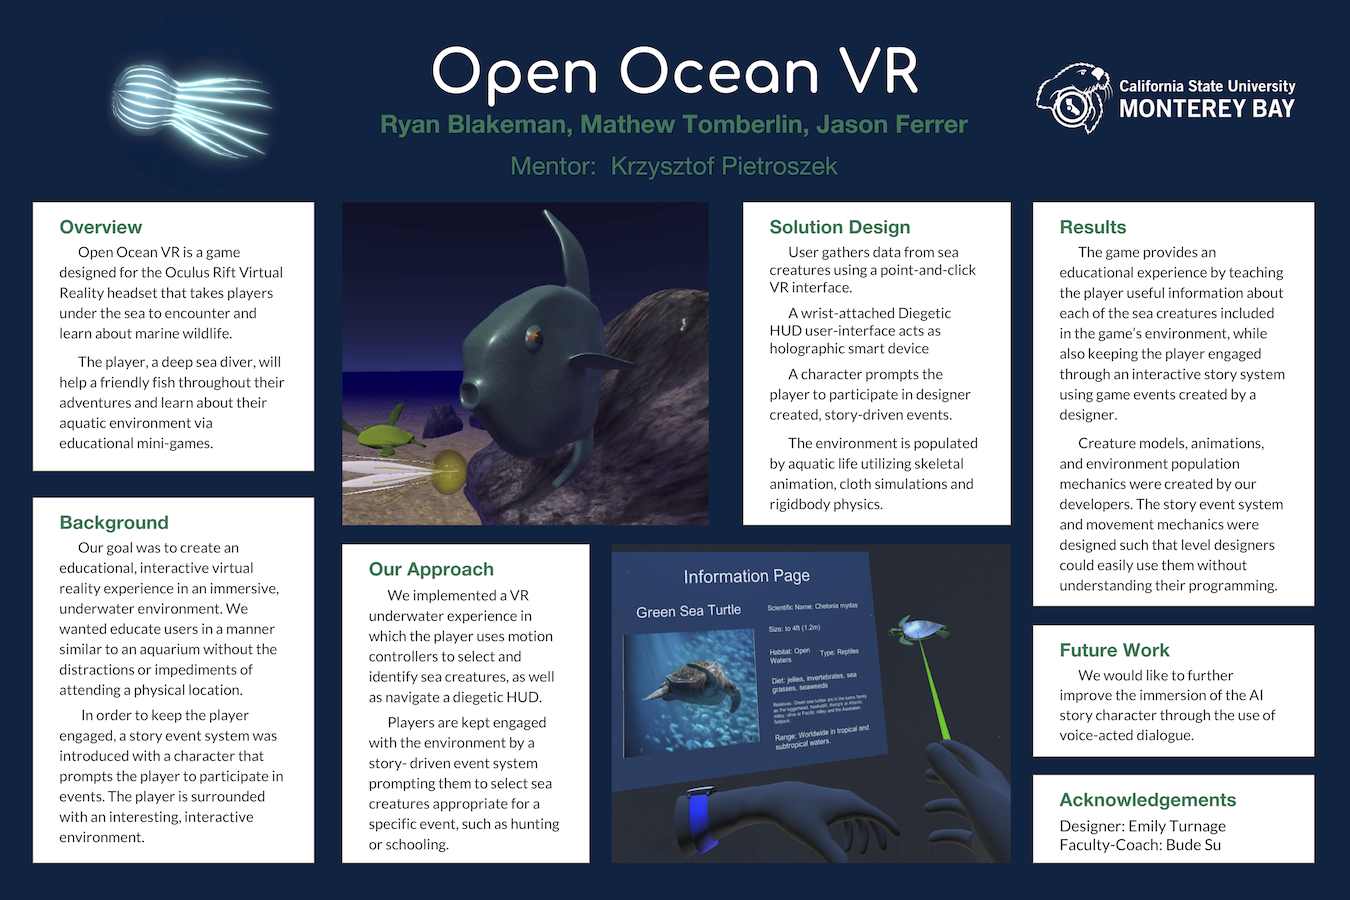 Open Ocean VR
Ryan Blakeman, Mathew Tomberlin, Jason Ferrer
Mentor:  Krzysztof Pietroszek
California State University
MONTEREY BAY
Overview
Open Ocean VR is a game
designed for the Oculus Rift Virtual
Reality headset that takes players
under the sea to encounter and
learn about marine wildlife.
The player, a deep sea diver, will
help a friendly fish throughout their
adventures and learn about their
aquatic environment via
educational mini-games.
Background
Our goal was to create an
educational, interactive virtual
reality experience in an immersive,
underwater environment. We
wanted educate users in a manner
similar to an aquarium without the
distractions or impediments of
attending a physical location.
In order to keep the player
engaged, a story event system was
introduced with a character that
prompts the player to participate in
events. The player is surrounded
with an interesting, interactive
environment.
Our Approach
We implemented a VR
underwater experience in
which the player uses motion
controllers to select and
identify sea creatures, as well
as navigate a diegetic HUD.
Players are kept engaged
with the environment by a
story- driven event system
prompting them to select sea
creatures appropriate for a
specific event, such as hunting
or schooling.
Solution Design
User gathers data from sea
creatures using a point-and-click
VR interface.
A wrist-attached Diegetic
HUD user-interface acts as
holographic smart device
A character prompts the
player to participate in designer
created, story-driven events.
The environment is populated
by aquatic life utilizing skeletal
animation, cloth simulations and
rigidbody physics.
Information Page
Green Sea Turtle
Scientific Name: Chelonia mydas
Size: to 4ft (1.2m)
Habitat: Open
Waters
Type: Reptiles
Diet: jellies, invertebrates, sea
grasses, seaweeds
Relatives: Green sea turtles are in the same family
as the loggerhead, hawksbill, Kemp's or Atlantic
ridley, olive or Pacific ridley and the Australian
flatback.
Range: Worldwide in tropical and
subtropical waters.
Results
The game provides an
educational experience by teaching
the player useful information about
each of the sea creatures included
in the game's environment, while
also keeping the player engaged
through an interactive story system
using game events created by a
designer.
Creature models, animations,
and environment population
mechanics were created by our
developers. The story event system
and movement mechanics were
designed such that level designers
could easily use them without
understanding their programming.
Future Work
We would like to further
improve the immersion of the AI
story character through the use of
voice-acted dialogue.
Acknowledgements
Designer: Emily Turnage
Faculty-Coach: Bude Su